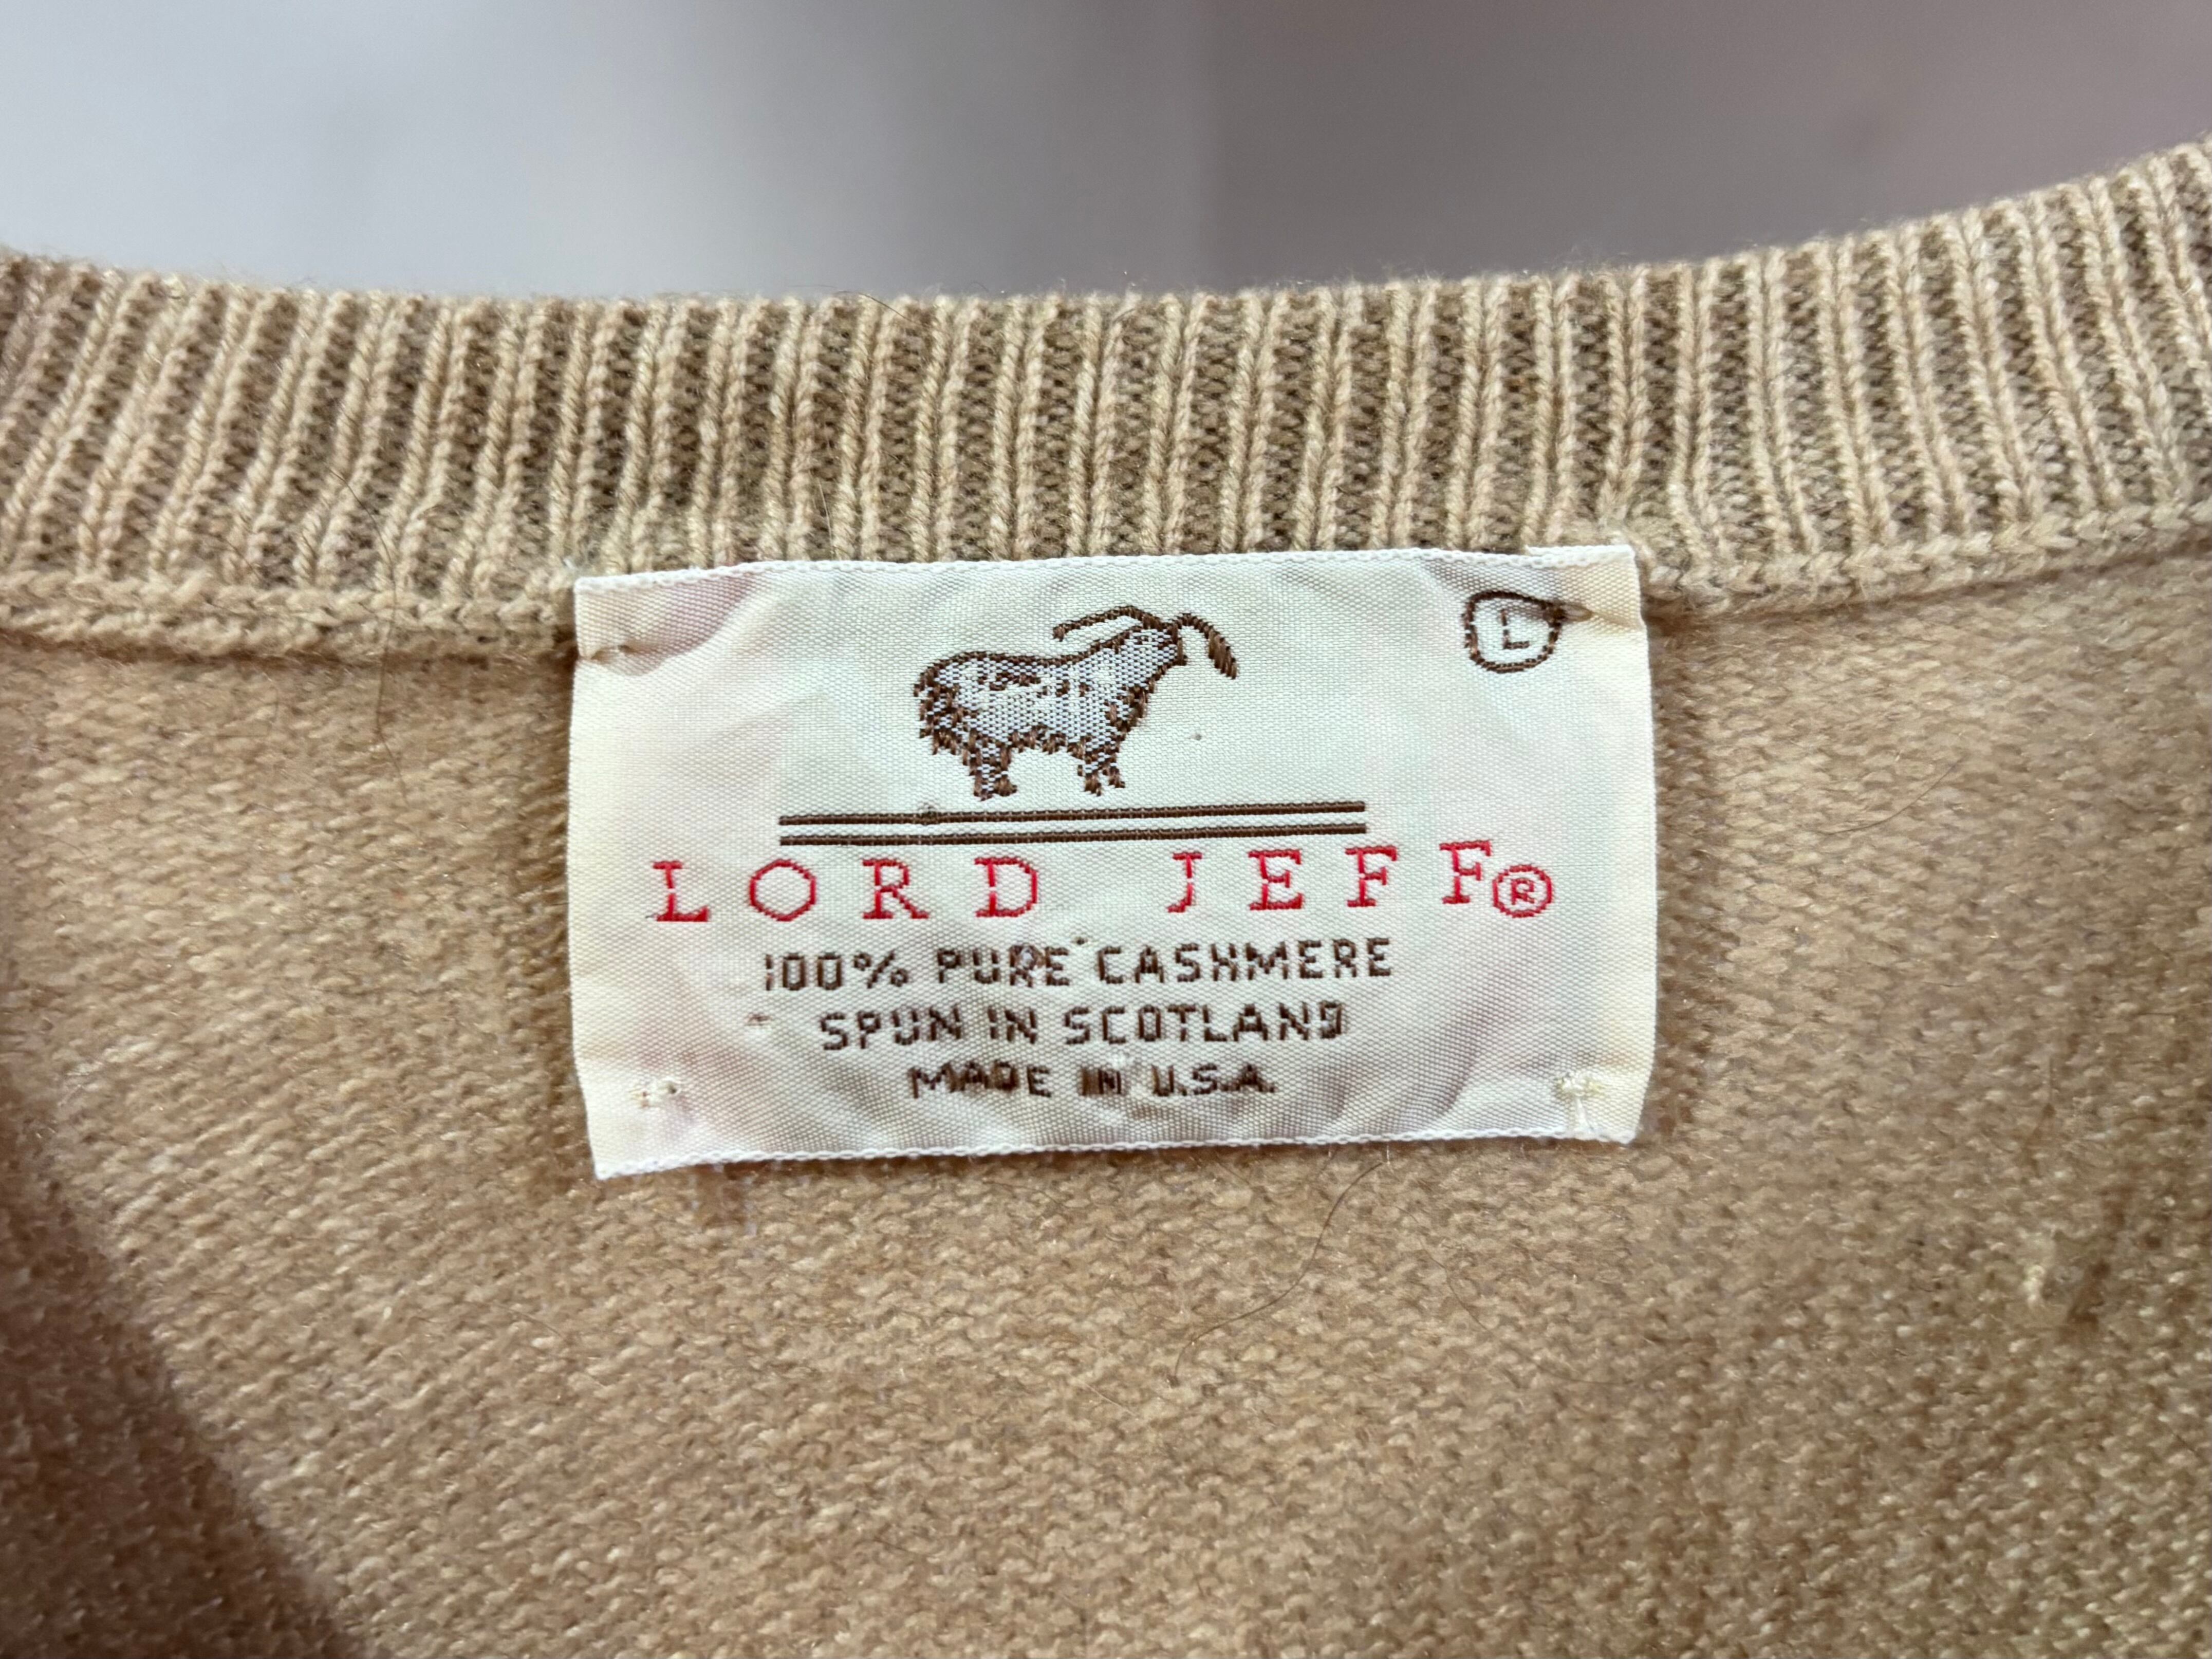 L
LORD JEFF®
100% PURE CASHMERE
SPUN IN SCOTLAND
MADE IN U.S.A.